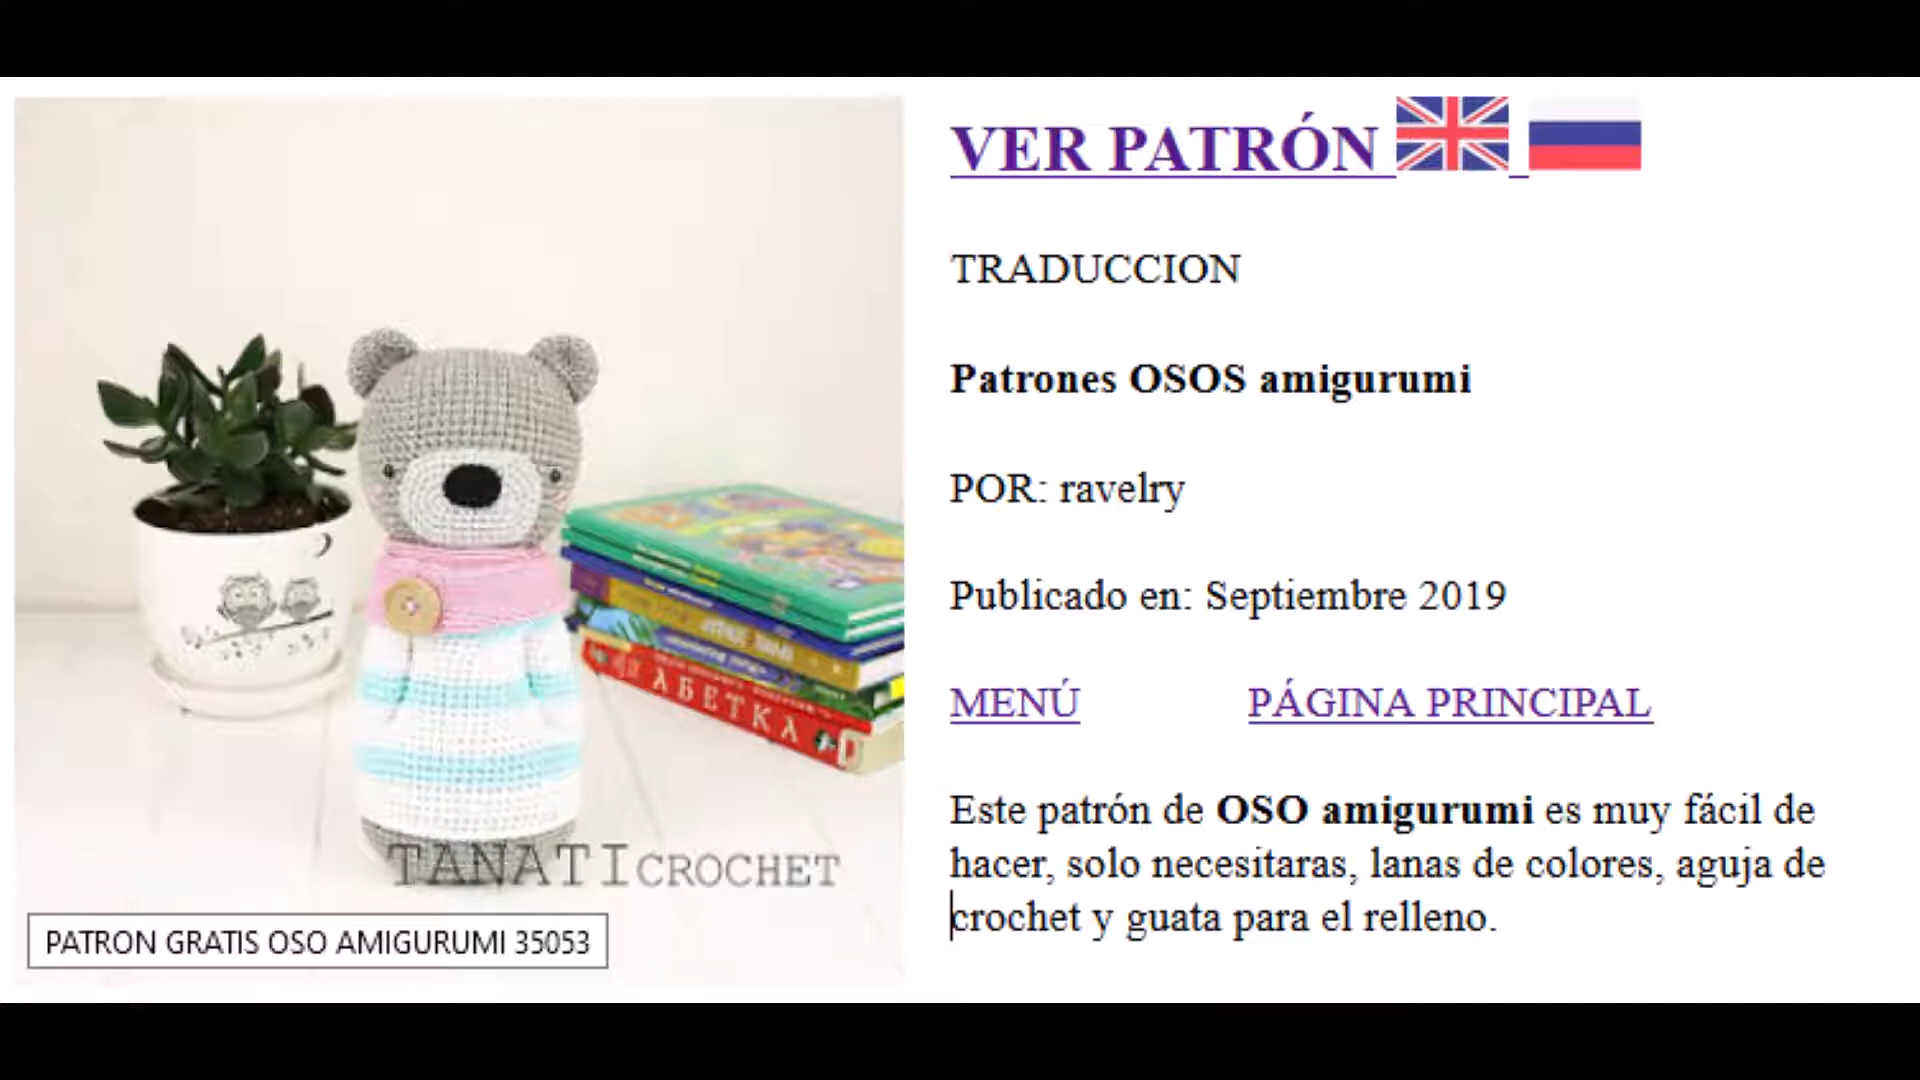 VER PATRÓN
TRADUCCION
Patrones OSOS amigurumi
POR: ravelry
Publicado en: Septiembre 2019
MENÚ PÁGINA PRINCIPAL
Este patrón de OSO amigurumi es muy fácil de
hacer, solo necesitaras, lanas de colores, aguja de
crochet y guata para el relleno.
АБЕТКА
TANATICROCHET
PATRON GRATIS OSO AMIGURUMI 35053